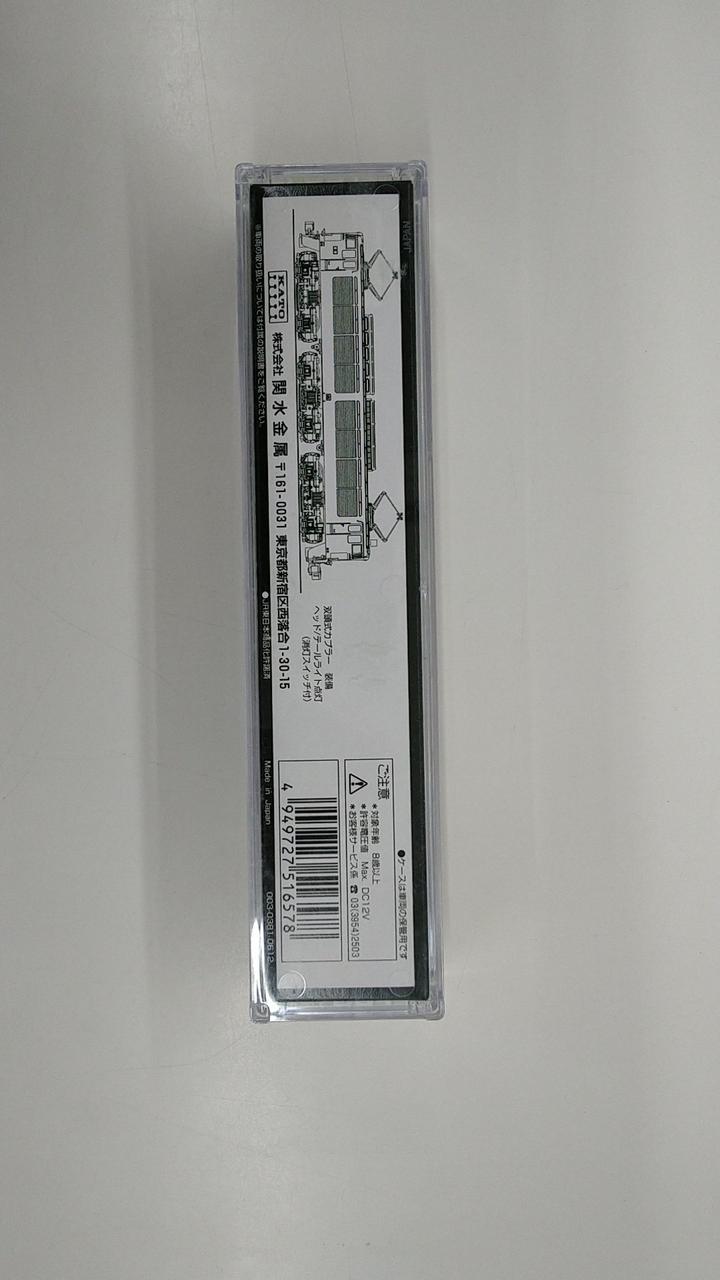 JAPAN
KATO
株式会社 関水金属 〒161-0031 東京都新宿区西落合1-30-15
※車両の取り扱いについては付属の説明書をご覧ください。
双頭式カプラー 装備
ヘッド/テールライト点灯
(消灯スイッチ付)
●JR東日本商品化許諾済
Made in Japan
003-0381-0612
●ケースは車両の保管用です
ご注意
*対象年齢 8歳以上
*許容電圧値 Max. DC12V
*お客様サービス係 ☎ 03(3954)2503
4 949727 516578